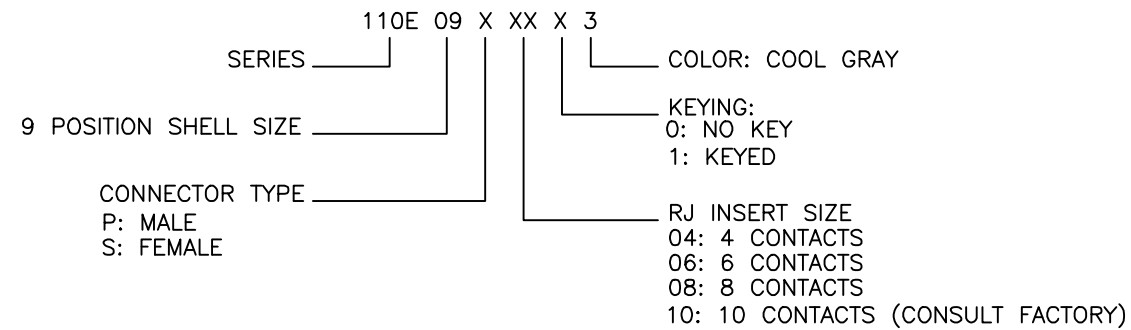 110E 09 X XX X 3
SERIES
COLOR: COOL GRAY
KEYING:
0: NO KEY
1: KEYED
9 POSITION SHELL SIZE
CONNECTOR TYPE
P: MALE
S: FEMALE
RJ INSERT SIZE
04: 4 CONTACTS
06: 6 CONTACTS
08: 8 CONTACTS
10: 10 CONTACTS (CONSULT FACTORY)